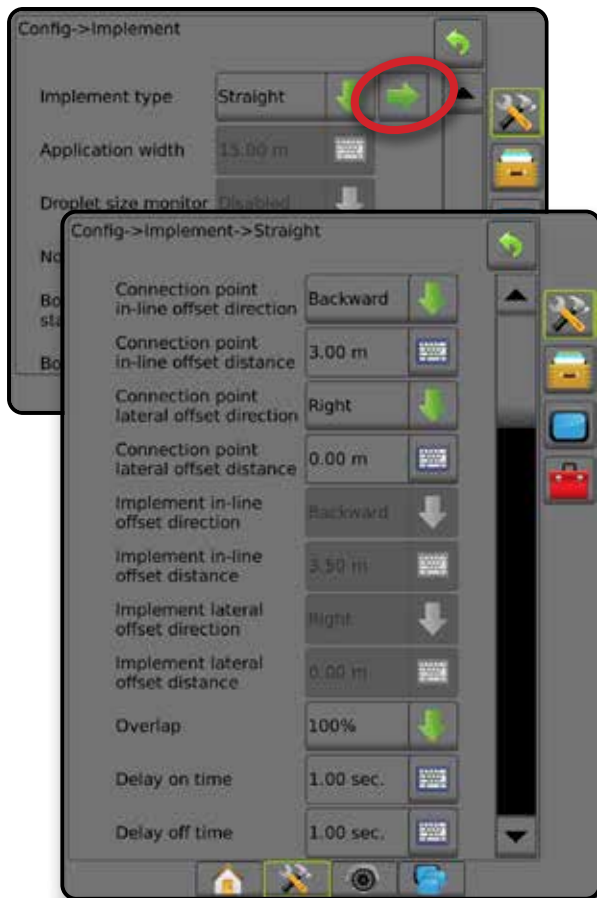 Config->Implement
Implement type
Straight
Application width
15.00 m
Droplet size monitor
Disabled
No
Bo
sta
Bo
Config->Implement->Straight
Connection point
in-line offset direction
Backward
Connection point
in-line offset distance
3.00 m
Connection point
lateral offset direction
Right
Connection point
lateral offset distance
0.00 m
Implement in-line
offset direction
Backward
Implement in-line
offset distance
3.50 m
Implement lateral
offset direction
Right
Implement lateral
offset distance
0.00 m
Overlap
100%
Delay on time
1.00 sec.
Delay off time
1.00 sec.